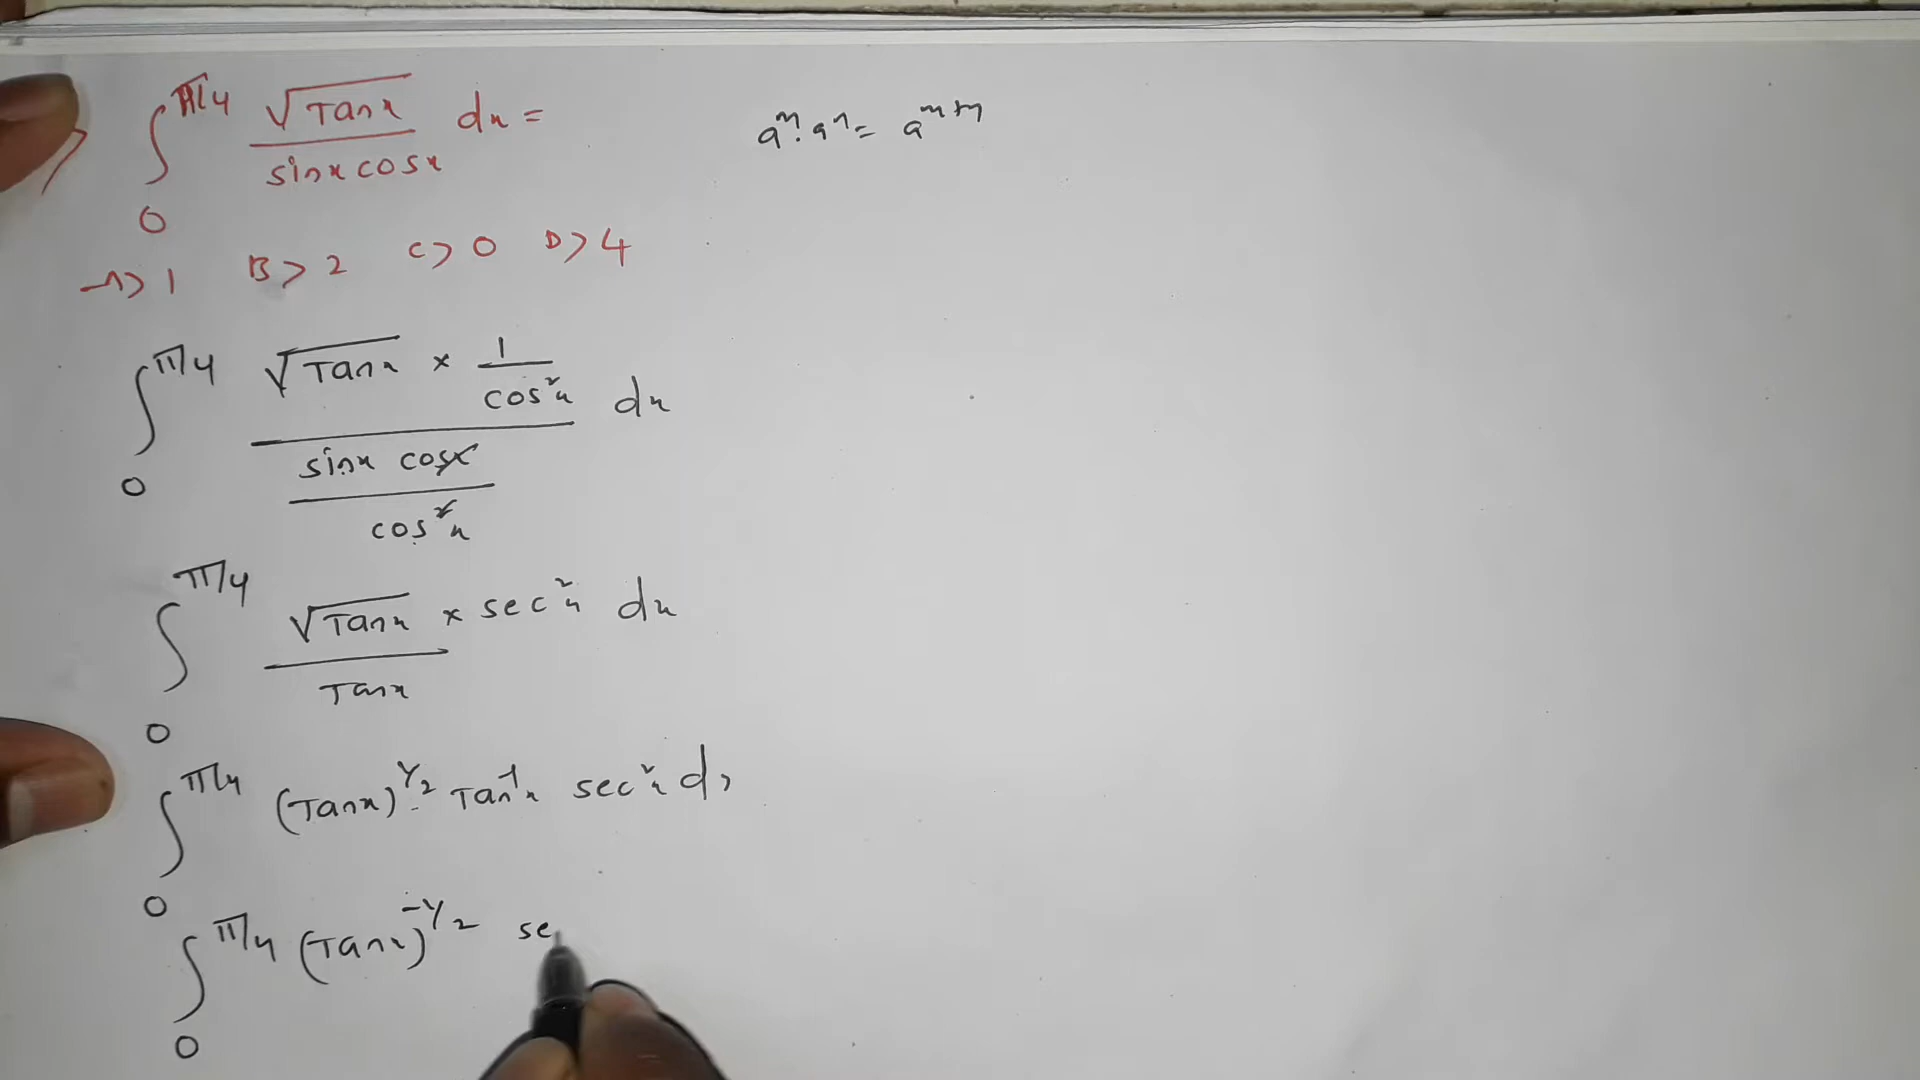 ∫₀^π/4 √Tanx / sinx cosx dx =
a^m . a^n = a^m+n
A> 1 B> 2 C> 0 D> 4
∫₀^π/4 √Tanx × 1/cos²x / sinx cosx/cos²x dx
∫₀^π/4 √Tanx/Tanx × sec²x dx
∫₀^π/4 (Tanx)^1/2 Tan⁻¹x sec²x d
∫₀^π/4 (Tanx)^-1/2 se